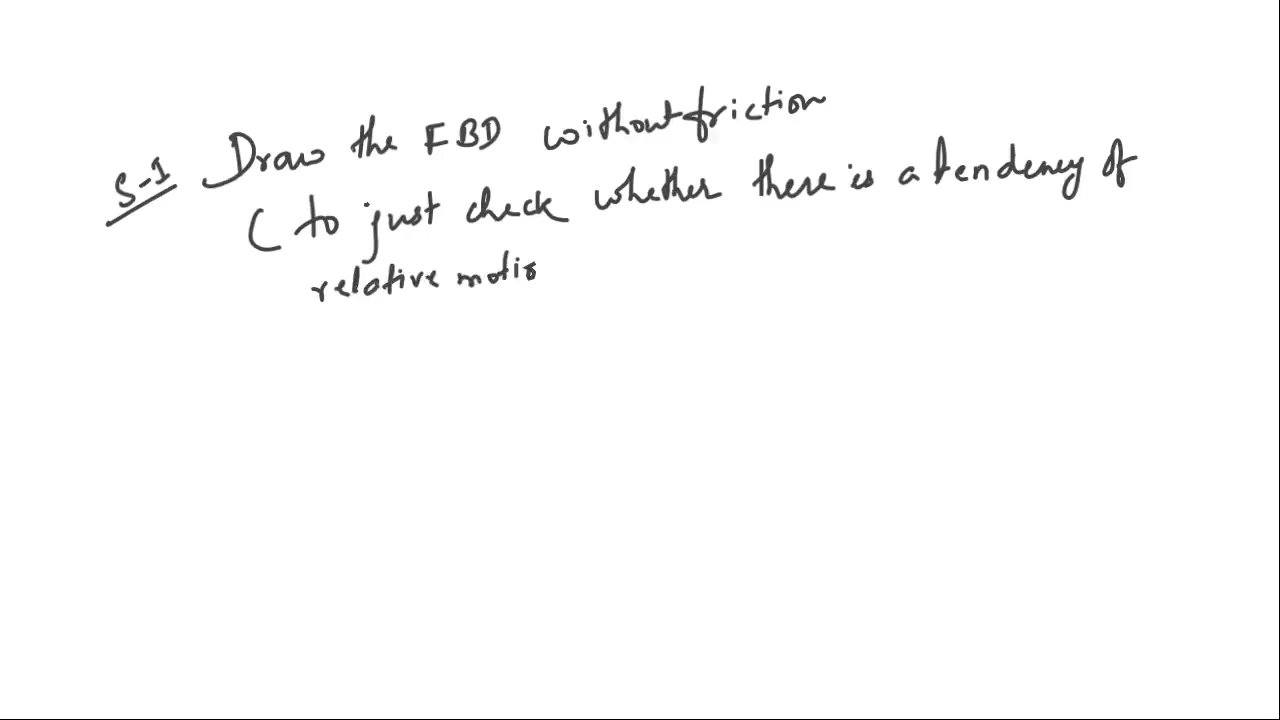 S-1 Draw the FBD without friction
( to just check whether there is a tendency of
relative motio